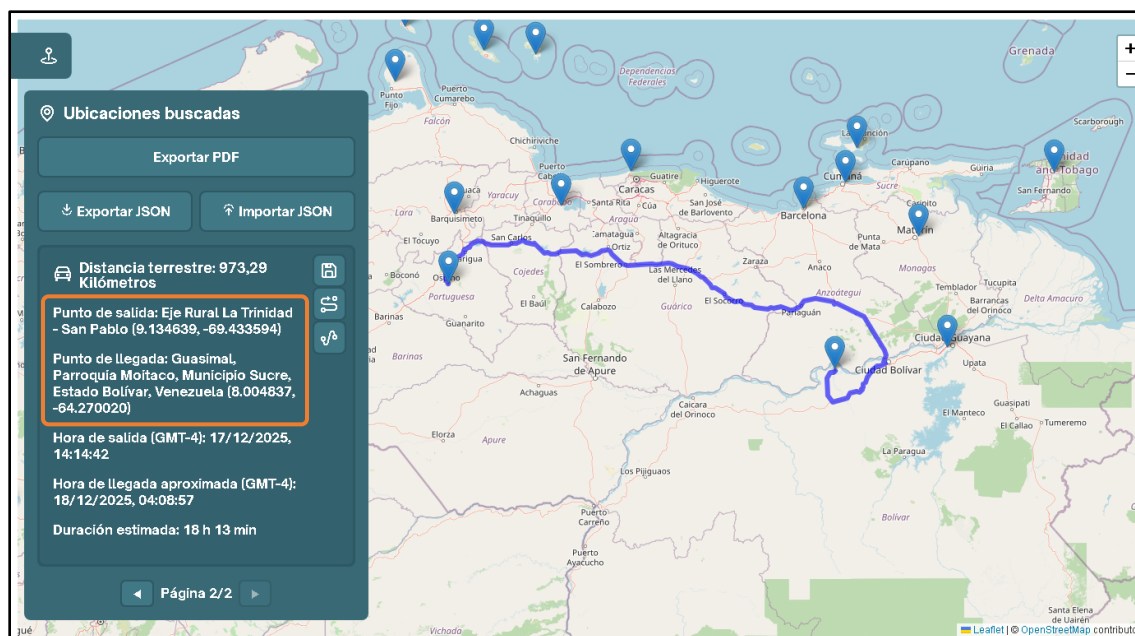 Ubicaciones buscadas
Exportar PDF
Exportar JSON
Importar JSON
Distancia terrestre: 973,29
Kilómetros
Punto de salida: Eje Rural La Trinidad
- San Pablo (9.134639, -69.433594)
Punto de llegada: Guasimal,
Parroquia Moitaco, Municipio Sucre,
Estado Bolívar, Venezuela (8.004837,
-64.270020)
Hora de salida (GMT-4): 17/12/2025,
14:14:42
Hora de llegada aproximada (GMT-4):
18/12/2025, 04:08:57
Duración estimada: 18 h 13 min
Página 2/2
+
−
Grenada
Dependencias
Federales
Punto
Fijo
Puerto
Cumarebo
Falcón
Chichiriviche
Scarborough
Carúpano
Guiria
San Fernando
Cumaná
Sucre
Caripito
Caracas
Guatire
Higuerote
Santa Rita
Cúa
San José
de Barlovento
Barcelona
Punta
de Mata
Maturín
Monagas
Lara
Yaracuy
Barquisimeto
Tinaquillo
Aragua
El Tocuyo
San Carlos
Camatagua
Ortiz
Altagracia
de Orituco
Boconó
Portuguesa
Cojedes
El Sombrero
Las Mercedes
del Llano
Zaraza
Anaco
Anzoátegui
Temblador
Tucupita
Barrancas
del Orinoco
Delta Amacuro
El Baúl
Calabozo
Guárico
El Socorro
Pariaguán
Barinas
Guanarito
Barinas
San Fernando
de Apure
Ciudad Bolívar
Ciudad Guayana
Upata
Achaguas
Caicara
del Orinoco
El Manteco
Guasipati
El Callao
Tumeremo
Elorza
Apure
La Paragua
Los Pijiguaos
Bolívar
Puerto
Carreño
Puerto
Ayacucho
Vichada
Santa Elena
de Uairén
Leaflet | © OpenStreetMap contributo